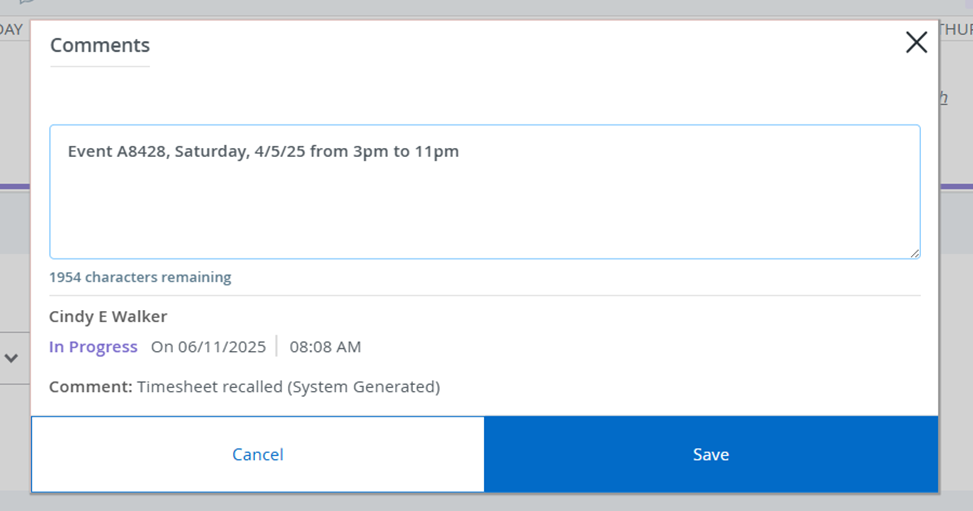 DAY
THUR
Comments
h
Event A8428, Saturday, 4/5/25 from 3pm to 11pm
1954 characters remaining
Cindy E Walker
In Progress On 06/11/2025 08:08 AM
Comment: Timesheet recalled (System Generated)
Cancel Save